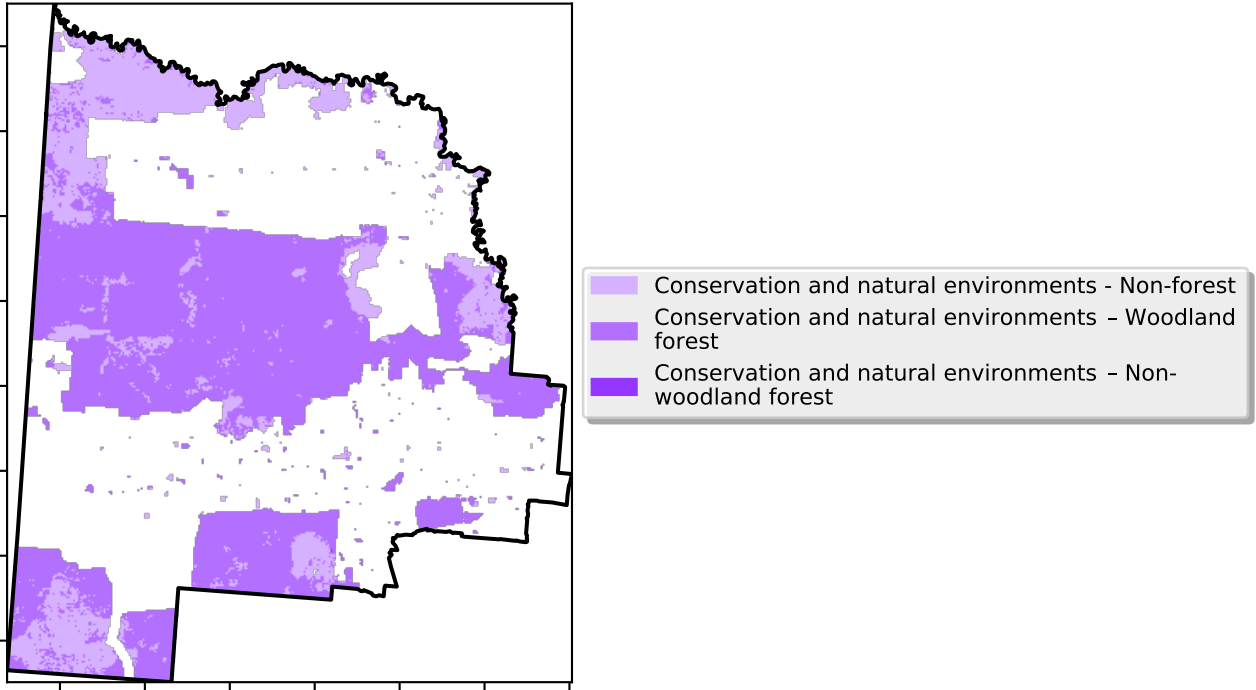 Conservation and natural environments - Non-forest
Conservation and natural environments – Woodland
forest
Conservation and natural environments – Non-
woodland forest